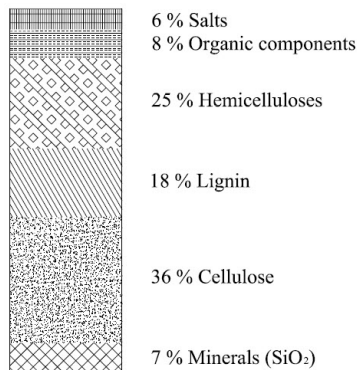 6 % Salts
8 % Organic components
25 % Hemicelluloses
18 % Lignin
36 % Cellulose
7 % Minerals (SiO₂)